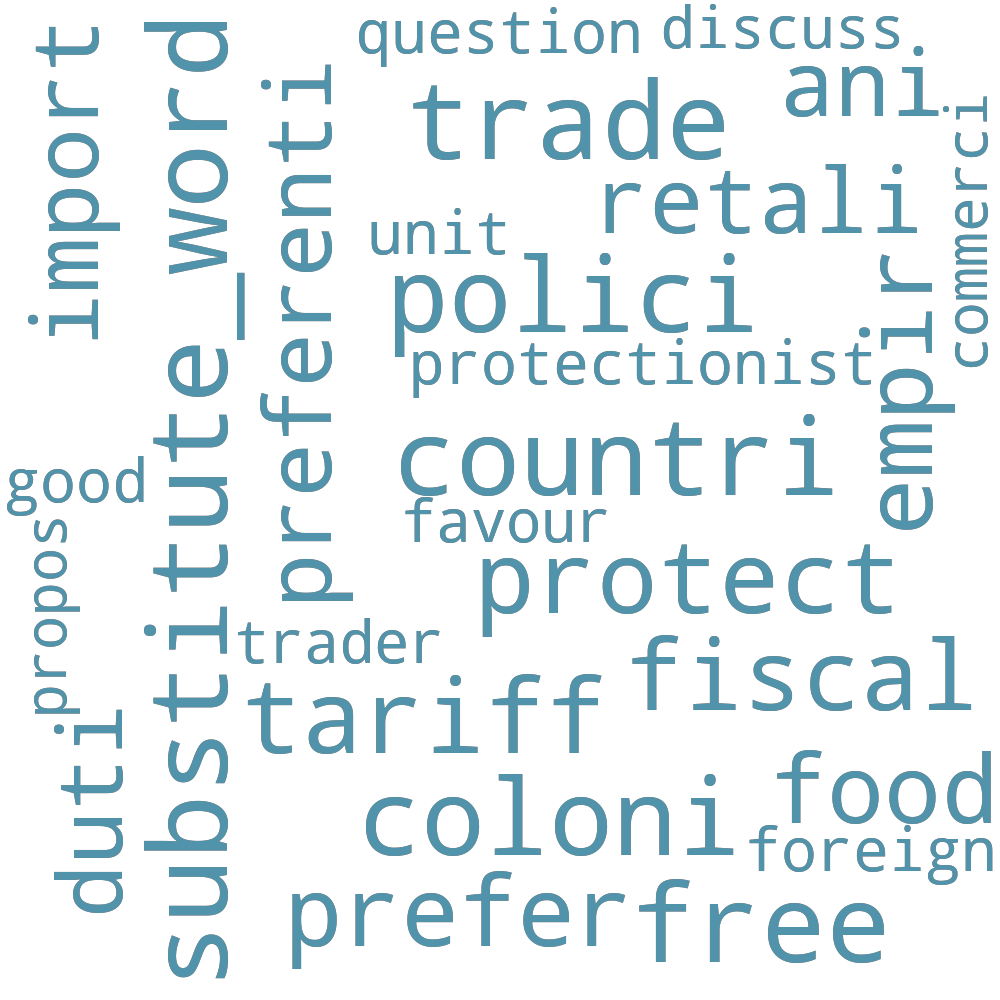 question
discuss
import
substitute_word
preferenti
trade
ani
commerci
retali
unit
polici
protectionist
empir
countri
good
favour
propos
protect
trader
fiscal
tariff
duti
food
coloni
foreign
prefer
free